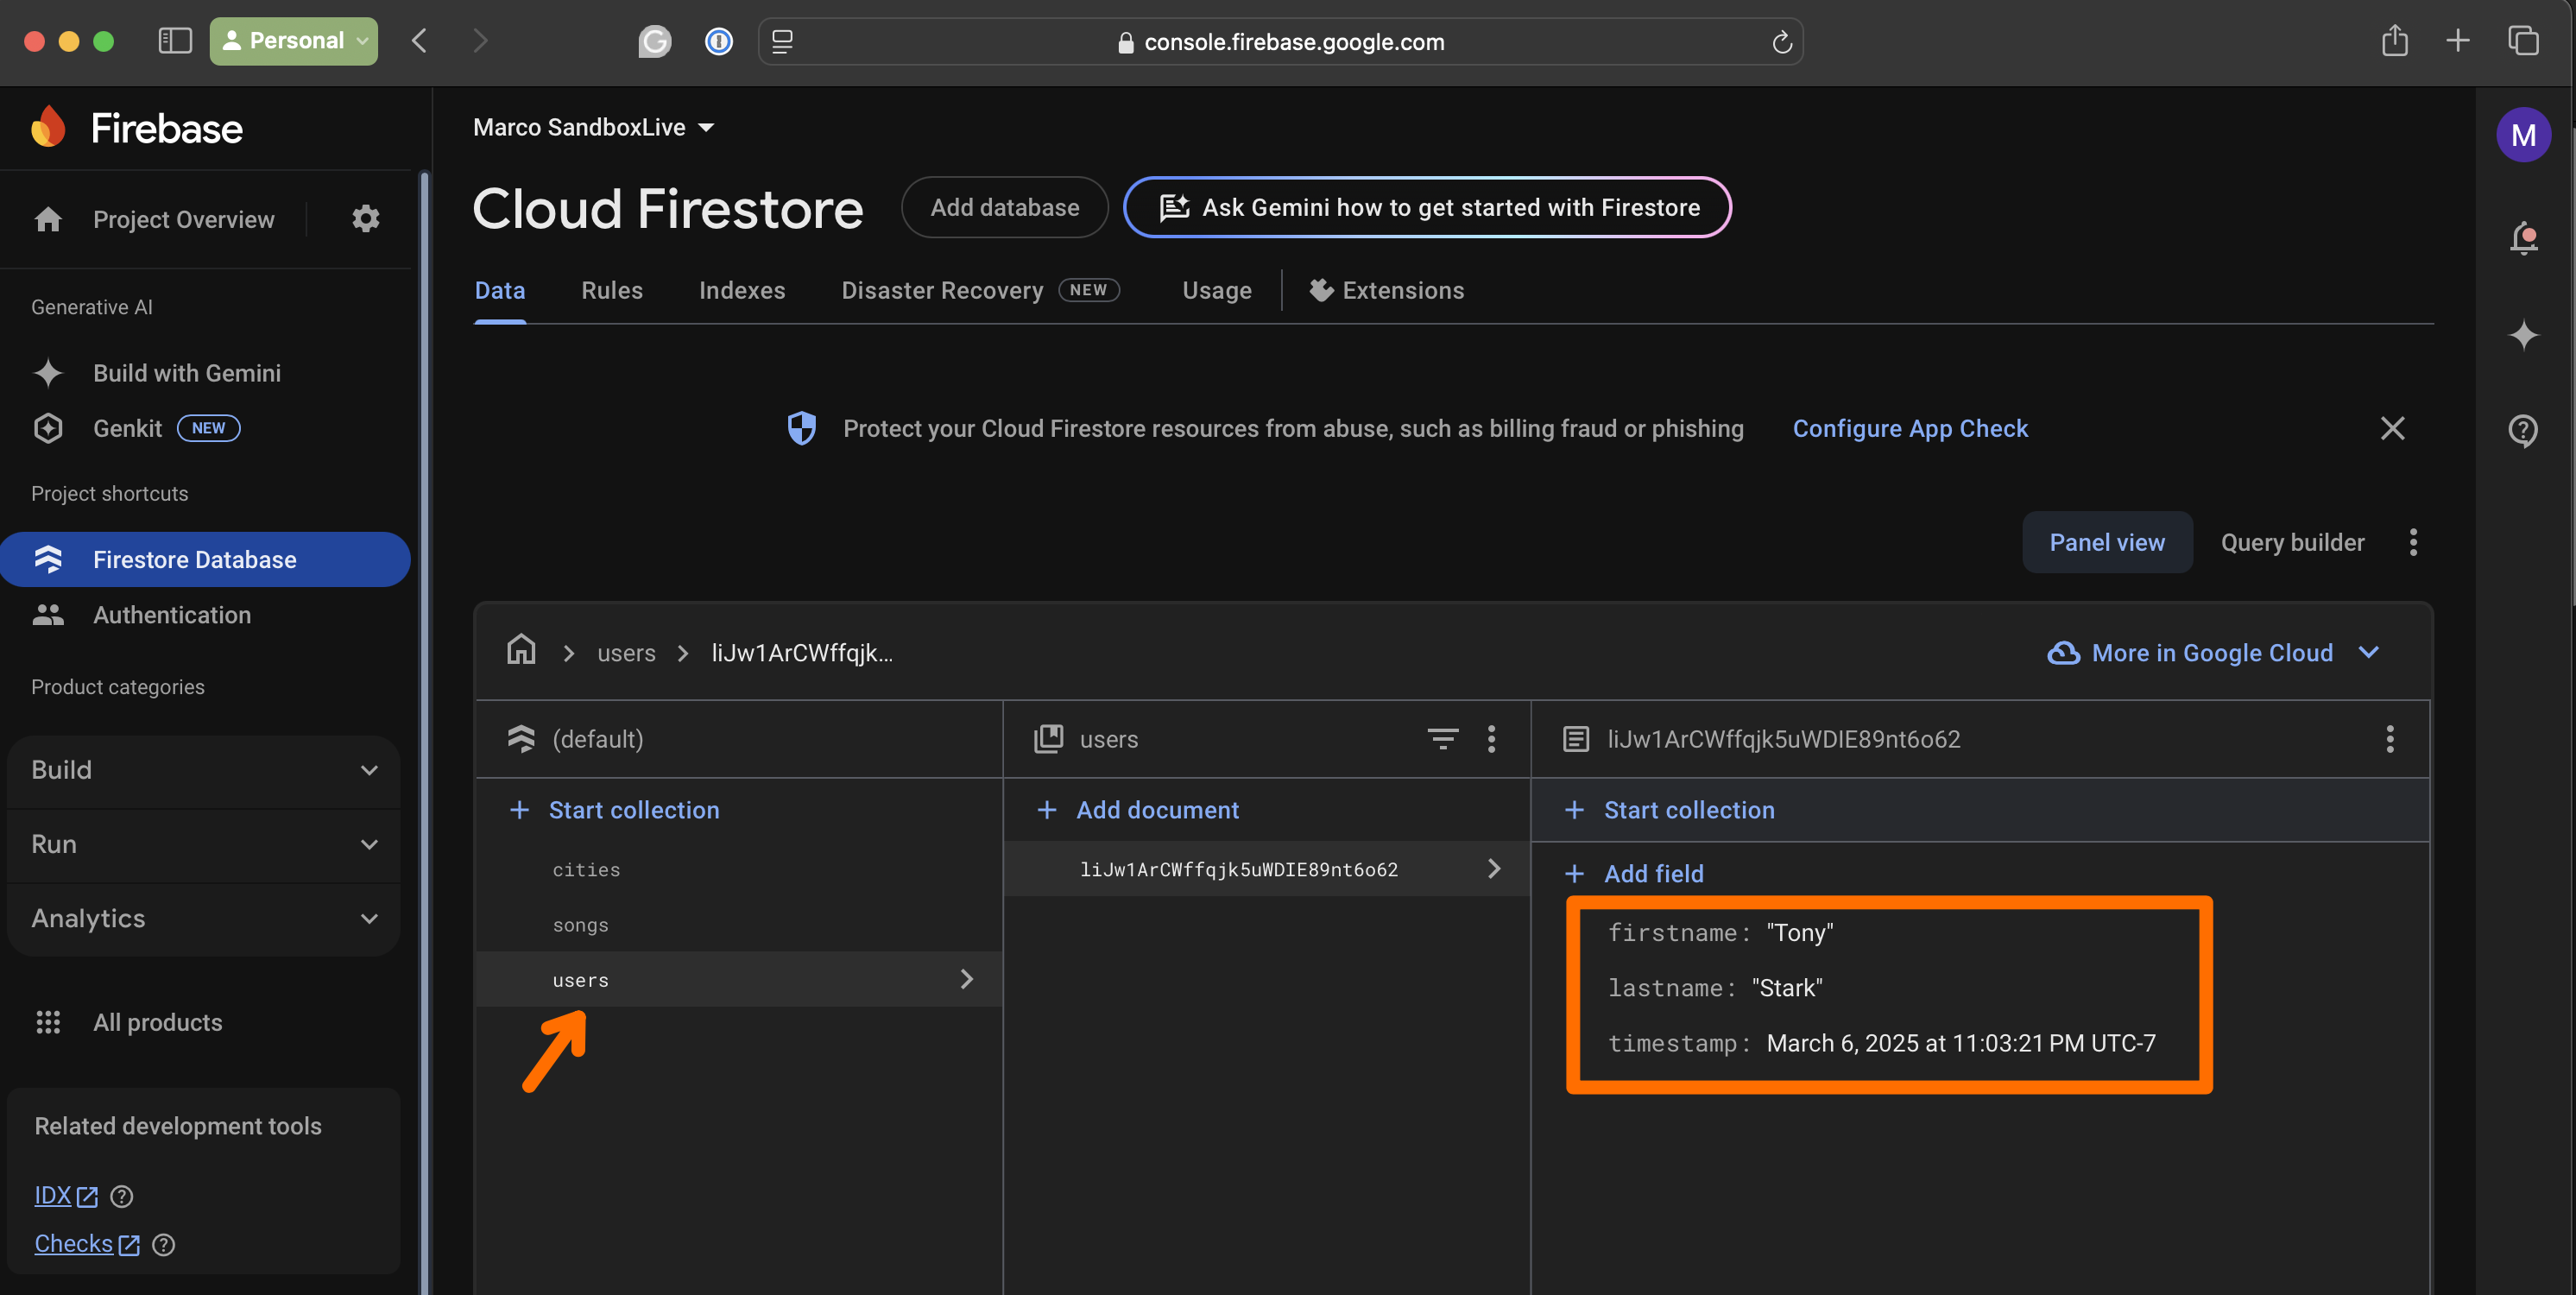 Personal
console.firebase.google.com
Firebase
Marco SandboxLive
M
Project Overview
Cloud Firestore
Add database
Ask Gemini how to get started with Firestore
Data
Rules
Indexes
Disaster Recovery NEW
Usage
Extensions
Generative AI
Build with Gemini
Genkit NEW
Protect your Cloud Firestore resources from abuse, such as billing fraud or phishing
Configure App Check
Project shortcuts
Firestore Database
Authentication
Panel view
Query builder
Product categories
users
liJw1ArCWffqjk...
More in Google Cloud
Build
Run
Analytics
All products
(default)
users
liJw1ArCWffqjk5uWDIE89nt6o62
+ Start collection
+ Add document
+ Start collection
cities
songs
users
liJw1ArCWffqjk5uWDIE89nt6o62
+ Add field
firstname: "Tony"
lastname: "Stark"
timestamp: March 6, 2025 at 11:03:21 PM UTC-7
Related development tools
IDX
Checks